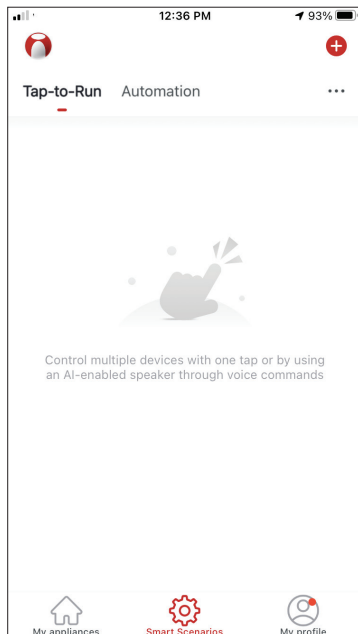 12:36 PM
93%
Tap-to-Run Automation
Control multiple devices with one tap or by using
an AI-enabled speaker through voice commands
My appliances Smart Scenarios My profile